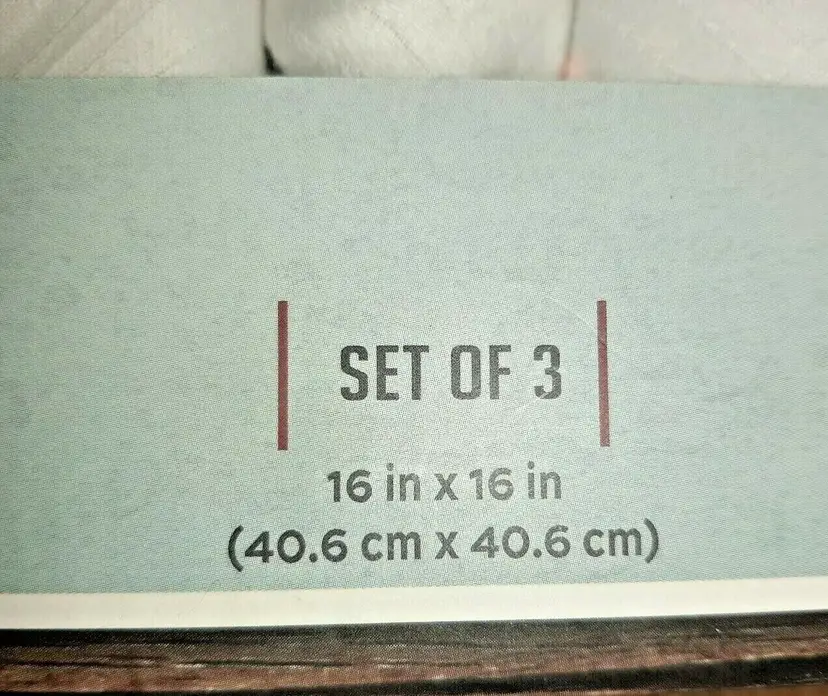 SET OF 3
16 in x 16 in
(40.6 cm x 40.6 cm)